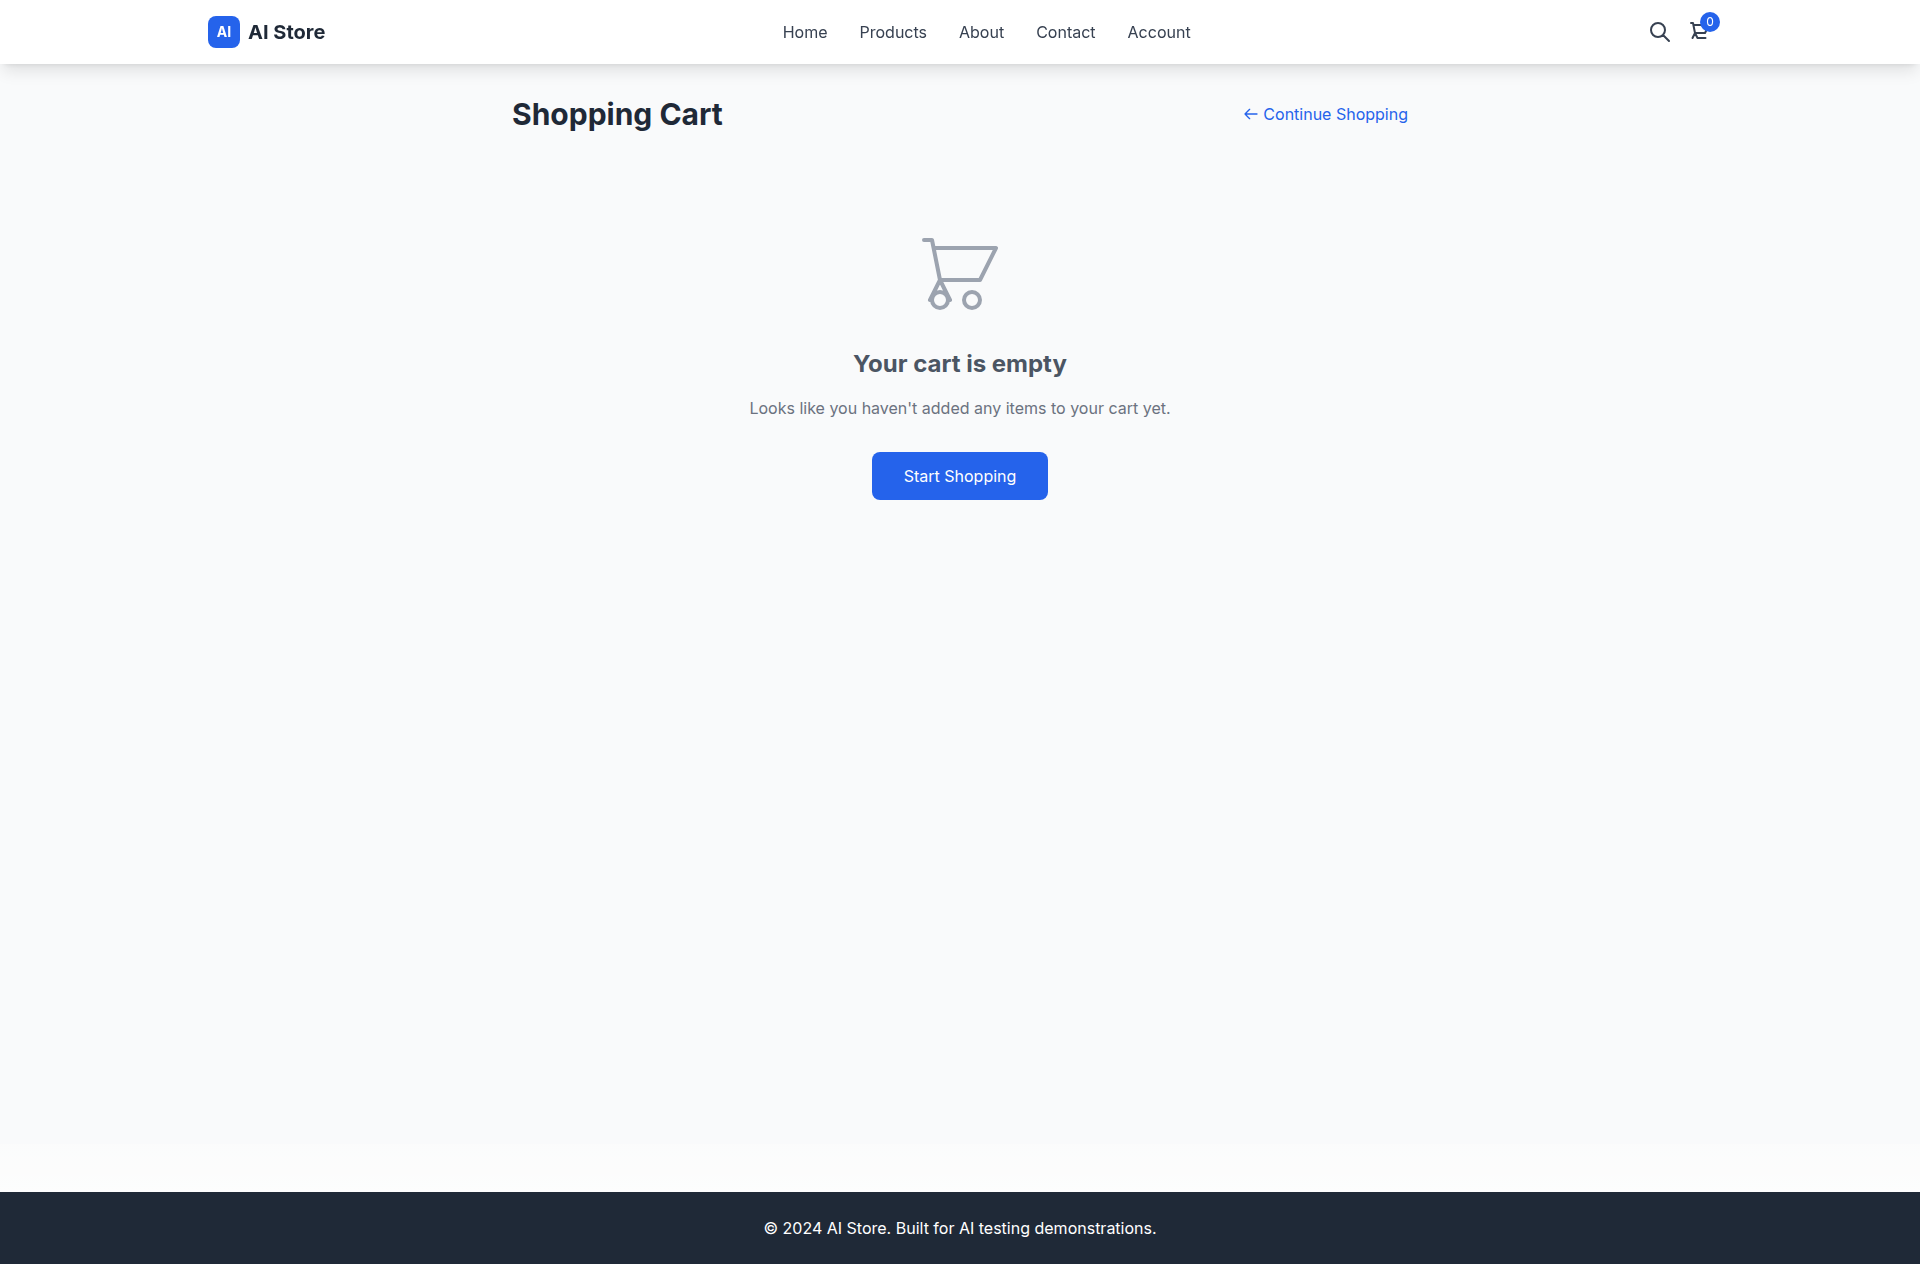 AI AI Store Home Products About Contact Account 0
Shopping Cart ← Continue Shopping
Your cart is empty
Looks like you haven't added any items to your cart yet.
Start Shopping
© 2024 AI Store. Built for AI testing demonstrations.